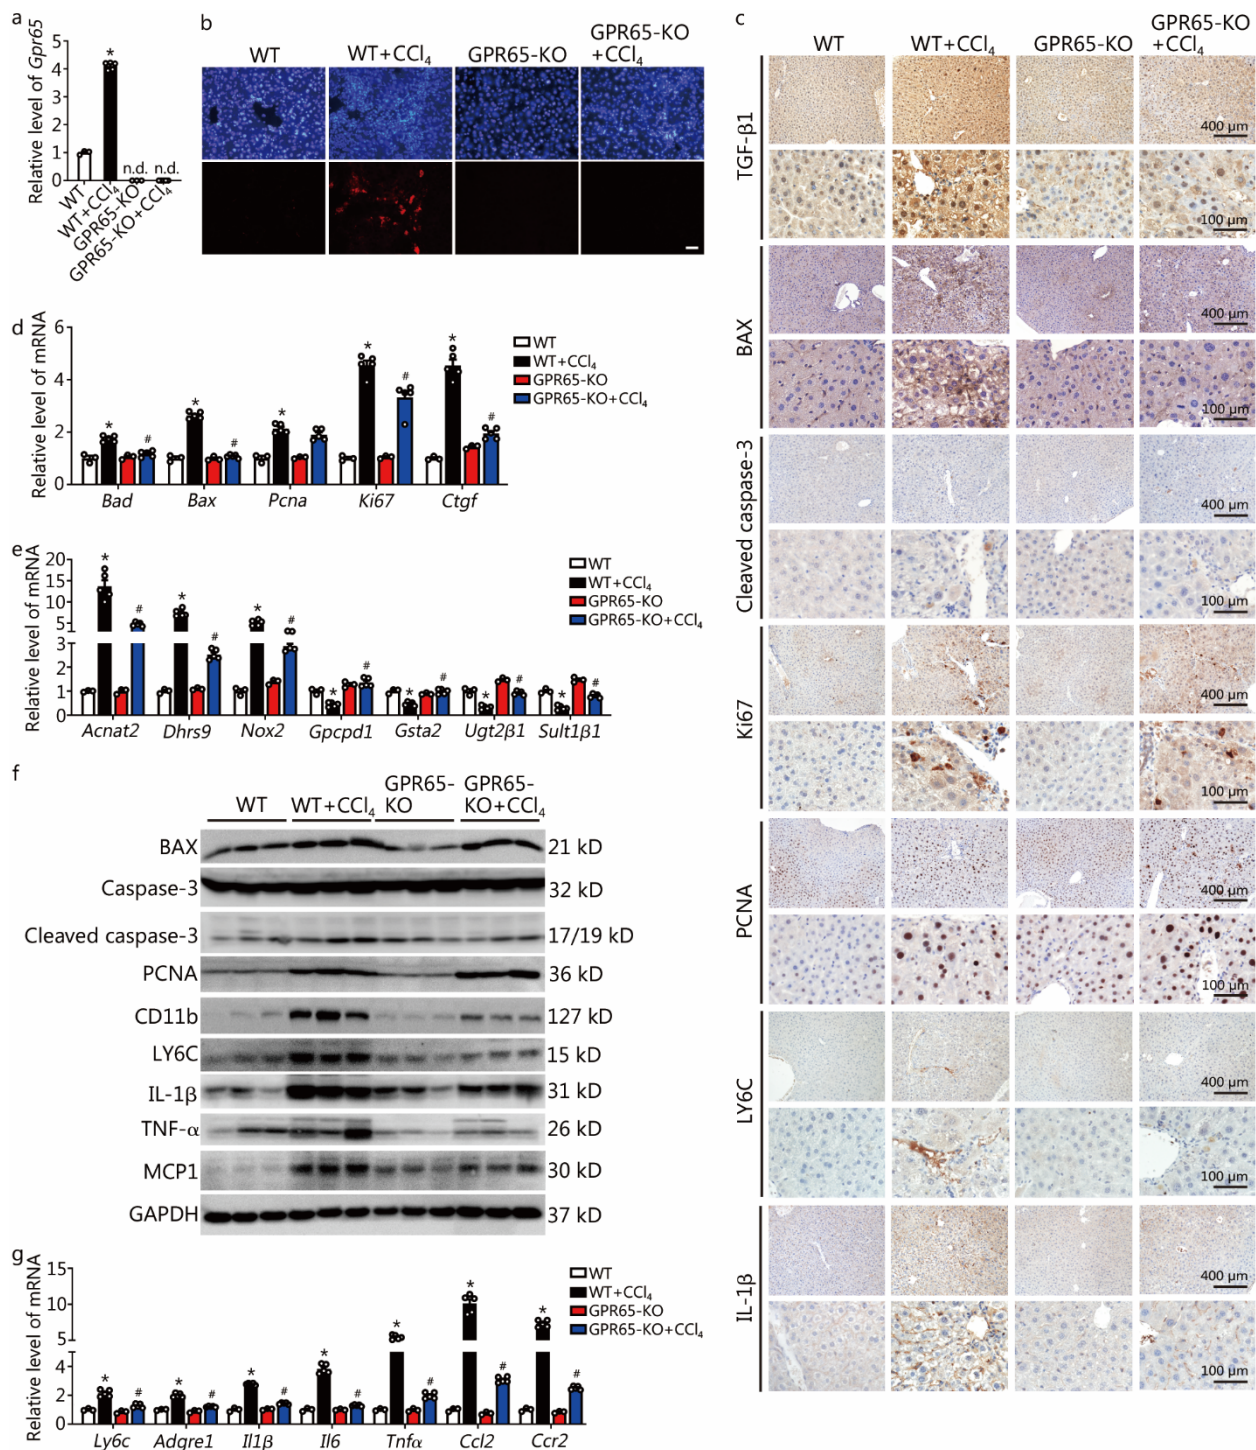 a
Relative level of Gpr65
5
4
3
2
1
0
*
n.d.
n.d.
WT
WT+CCl4
GPR65-KO
GPR65-KO+CCl4
b
WT
WT+CCl4
GPR65-KO
GPR65-KO
+CCl4
c
WT
WT+CCl4
GPR65-KO
GPR65-KO
+CCl4
TGF-β1
400 μm
100 μm
BAX
400 μm
100 μm
Cleaved caspase-3
400 μm
100 μm
Ki67
400 μm
100 μm
PCNA
400 μm
100 μm
LY6C
400 μm
100 μm
IL-1β
400 μm
100 μm
d
Relative level of mRNA
6
4
2
0
* # * # * * # * #
WT
WT+CCl4
GPR65-KO
GPR65-KO+CCl4
Bad Bax Pcna Ki67 Ctgf
e
Relative level of mRNA
20
15
10
5
3
2
1
0
* # * # * # * # * # * # * #
WT
WT+CCl4
GPR65-KO
GPR65-KO+CCl4
Acnat2 Dhrs9 Nox2 Gpcpd1 Gsta2 Ugt2β1 Sult1β1
f
WT
WT+CCl4
GPR65-
KO
GPR65-
KO+CCl4
BAX 21 kD
Caspase-3 32 kD
Cleaved caspase-3 17/19 kD
PCNA 36 kD
CD11b 127 kD
LY6C 15 kD
IL-1β 31 kD
TNF-α 26 kD
MCP1 30 kD
GAPDH 37 kD
g
Relative level of mRNA
15
10
5
4
2
0
* # * # * # * # * # * # * #
WT
WT+CCl4
GPR65-KO
GPR65-KO+CCl4
Ly6c Adgre1 Il1β Il6 Tnfα Ccl2 Ccr2